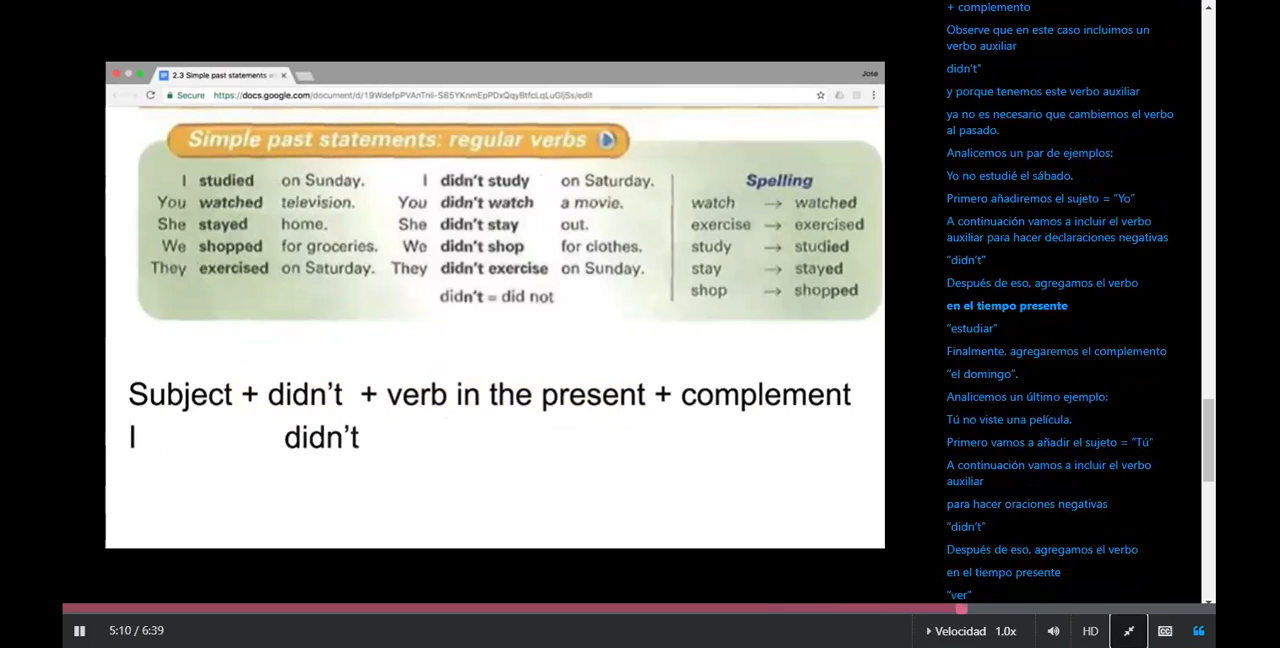 2.3 Simple past statements
Jose
Secure
Simple past statements: regular verbs
I studied on Sunday. I didn't study on Saturday.
You watched television. You didn't watch a movie.
She stayed home. She didn't stay out.
We shopped for groceries. We didn't shop for clothes.
They exercised on Saturday. They didn't exercise on Sunday.
didn't = did not
Spelling
watch → watched
exercise → exercised
study → studied
stay → stayed
shop → shopped
Subject + didn't + verb in the present + complement
I didn't
+ complemento
Observe que en este caso incluimos un
verbo auxiliar
didn't"
y porque tenemos este verbo auxiliar
ya no es necesario que cambiemos el verbo
al pasado.
Analicemos un par de ejemplos:
Yo no estudié el sábado.
Primero añadiremos el sujeto = "Yo"
A continuación vamos a incluir el verbo
auxiliar para hacer declaraciones negativas
"didn't"
Después de eso, agregamos el verbo
en el tiempo presente
"estudiar"
Finalmente, agregaremos el complemento
"el domingo".
Analicemos un último ejemplo:
Tú no viste una película.
Primero vamos a añadir el sujeto = "Tú"
A continuación vamos a incluir el verbo
auxiliar
para hacer oraciones negativas
"didn't"
Después de eso, agregamos el verbo
en el tiempo presente
"ver"
5:10 / 6:39
Velocidad 1.0x
HD
CC